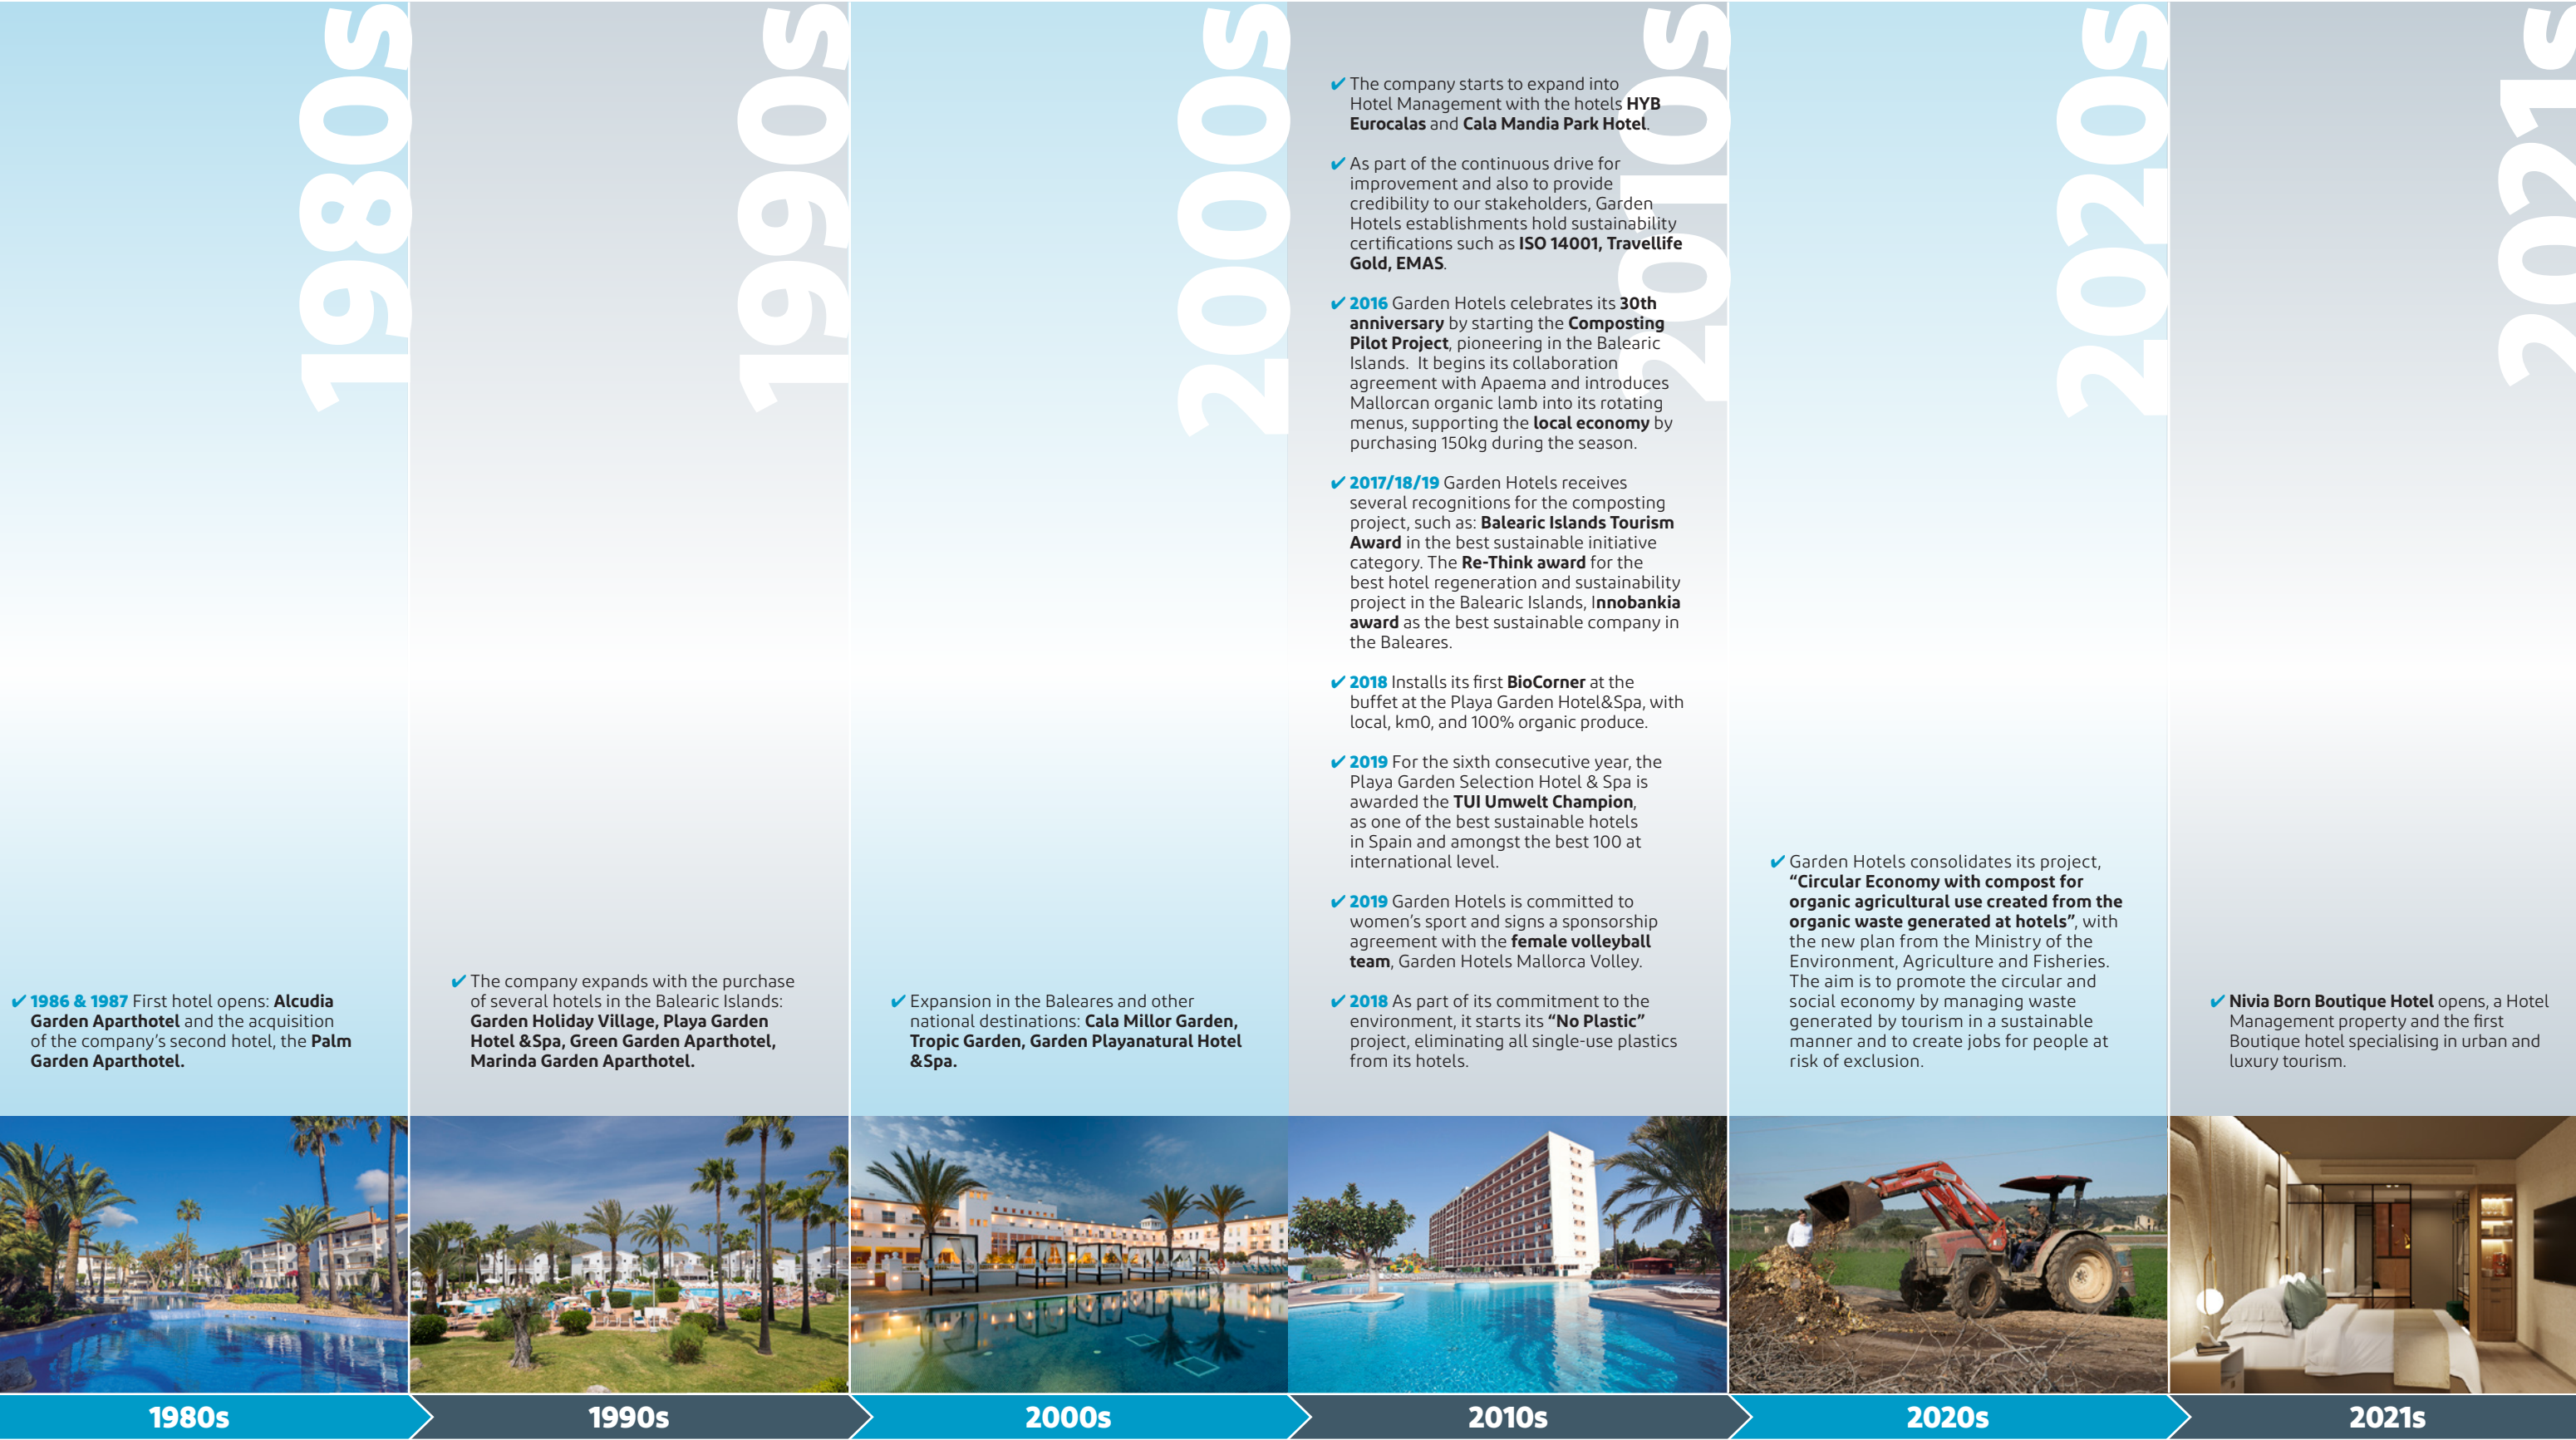 1980s
✔ 1986 & 1987 First hotel opens: Alcudia
Garden Aparthotel and the acquisition
of the company’s second hotel, the Palm
Garden Aparthotel.
1990s
✔ The company expands with the purchase
of several hotels in the Balearic Islands:
Garden Holiday Village, Playa Garden
Hotel &Spa, Green Garden Aparthotel,
Marinda Garden Aparthotel.
2000s
✔ Expansion in the Baleares and other
national destinations: Cala Millor Garden,
Tropic Garden, Garden Playanatural Hotel
&Spa.
2010s
✔ The company starts to expand into
Hotel Management with the hotels HYB
Eurocalas and Cala Mandia Park Hotel.
✔ As part of the continuous drive for
improvement and also to provide
credibility to our stakeholders, Garden
Hotels establishments hold sustainability
certifications such as ISO 14001, Travellife
Gold, EMAS.
✔ 2016 Garden Hotels celebrates its 30th
anniversary by starting the Composting
Pilot Project, pioneering in the Balearic
Islands. It begins its collaboration
agreement with Apaema and introduces
Mallorcan organic lamb into its rotating
menus, supporting the local economy by
purchasing 150kg during the season.
✔ 2017/18/19 Garden Hotels receives
several recognitions for the composting
project, such as: Balearic Islands Tourism
Award in the best sustainable initiative
category. The Re-Think award for the
best hotel regeneration and sustainability
project in the Balearic Islands, Innobankia
award as the best sustainable company in
the Baleares.
✔ 2018 Installs its first BioCorner at the
buffet at the Playa Garden Hotel&Spa, with
local, km0, and 100% organic produce.
✔ 2019 For the sixth consecutive year, the
Playa Garden Selection Hotel & Spa is
awarded the TUI Umwelt Champion,
as one of the best sustainable hotels
in Spain and amongst the best 100 at
international level.
✔ 2019 Garden Hotels is committed to
women’s sport and signs a sponsorship
agreement with the female volleyball
team, Garden Hotels Mallorca Volley.
✔ 2018 As part of its commitment to the
environment, it starts its “No Plastic”
project, eliminating all single-use plastics
from its hotels.
2020s
✔ Garden Hotels consolidates its project,
“Circular Economy with compost for
organic agricultural use created from the
organic waste generated at hotels”, with
the new plan from the Ministry of the
Environment, Agriculture and Fisheries.
The aim is to promote the circular and
social economy by managing waste
generated by tourism in a sustainable
manner and to create jobs for people at
risk of exclusion.
2021s
✔ Nivia Born Boutique Hotel opens, a Hotel
Management property and the first
Boutique hotel specialising in urban and
luxury tourism.
1980s
1990s
2000s
2010s
2020s
2021s